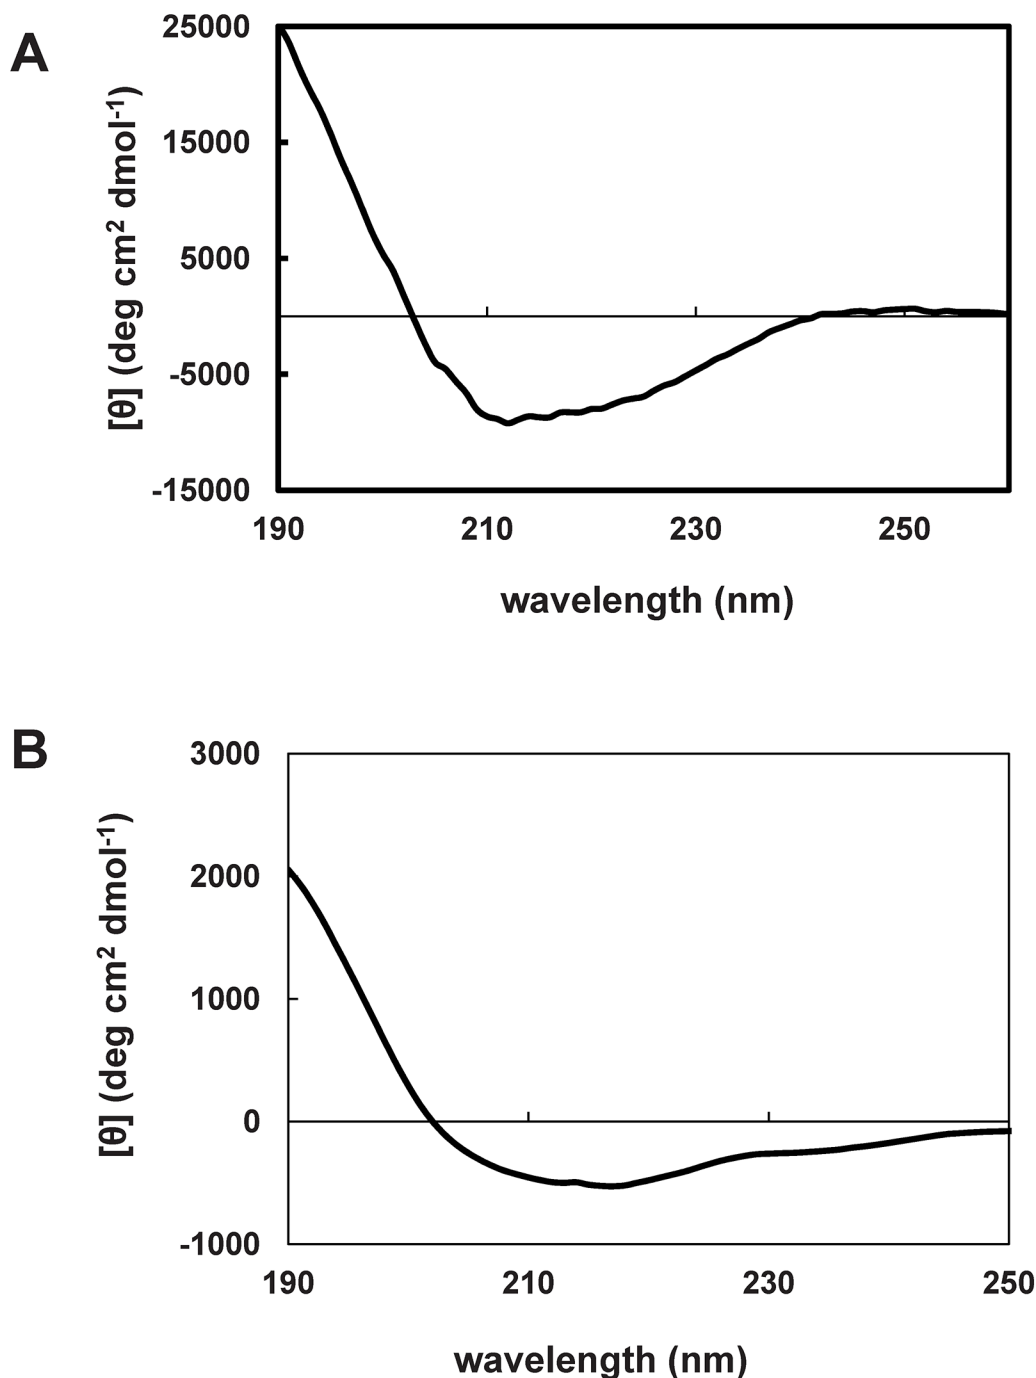 A
25000
15000
5000
-5000
-15000
[θ] (deg cm² dmol⁻¹)
190 210 230 250
wavelength (nm)
B
3000
2000
1000
0
-1000
[θ] (deg cm² dmol⁻¹)
190 210 230 250
wavelength (nm)